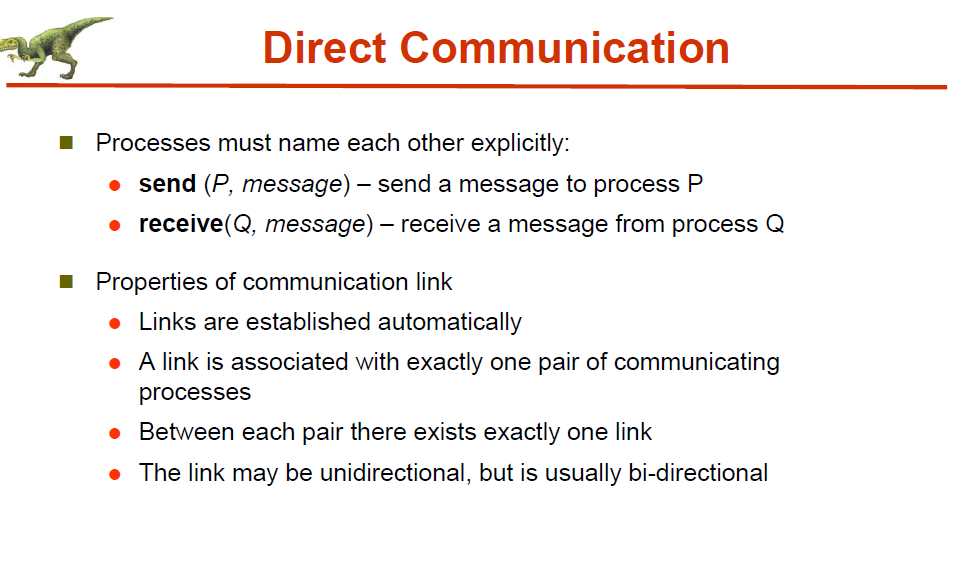 Direct Communication
Processes must name each other explicitly:
send (P, message) – send a message to process P
receive(Q, message) – receive a message from process Q
Properties of communication link
Links are established automatically
A link is associated with exactly one pair of communicating
processes
Between each pair there exists exactly one link
The link may be unidirectional, but is usually bi-directional